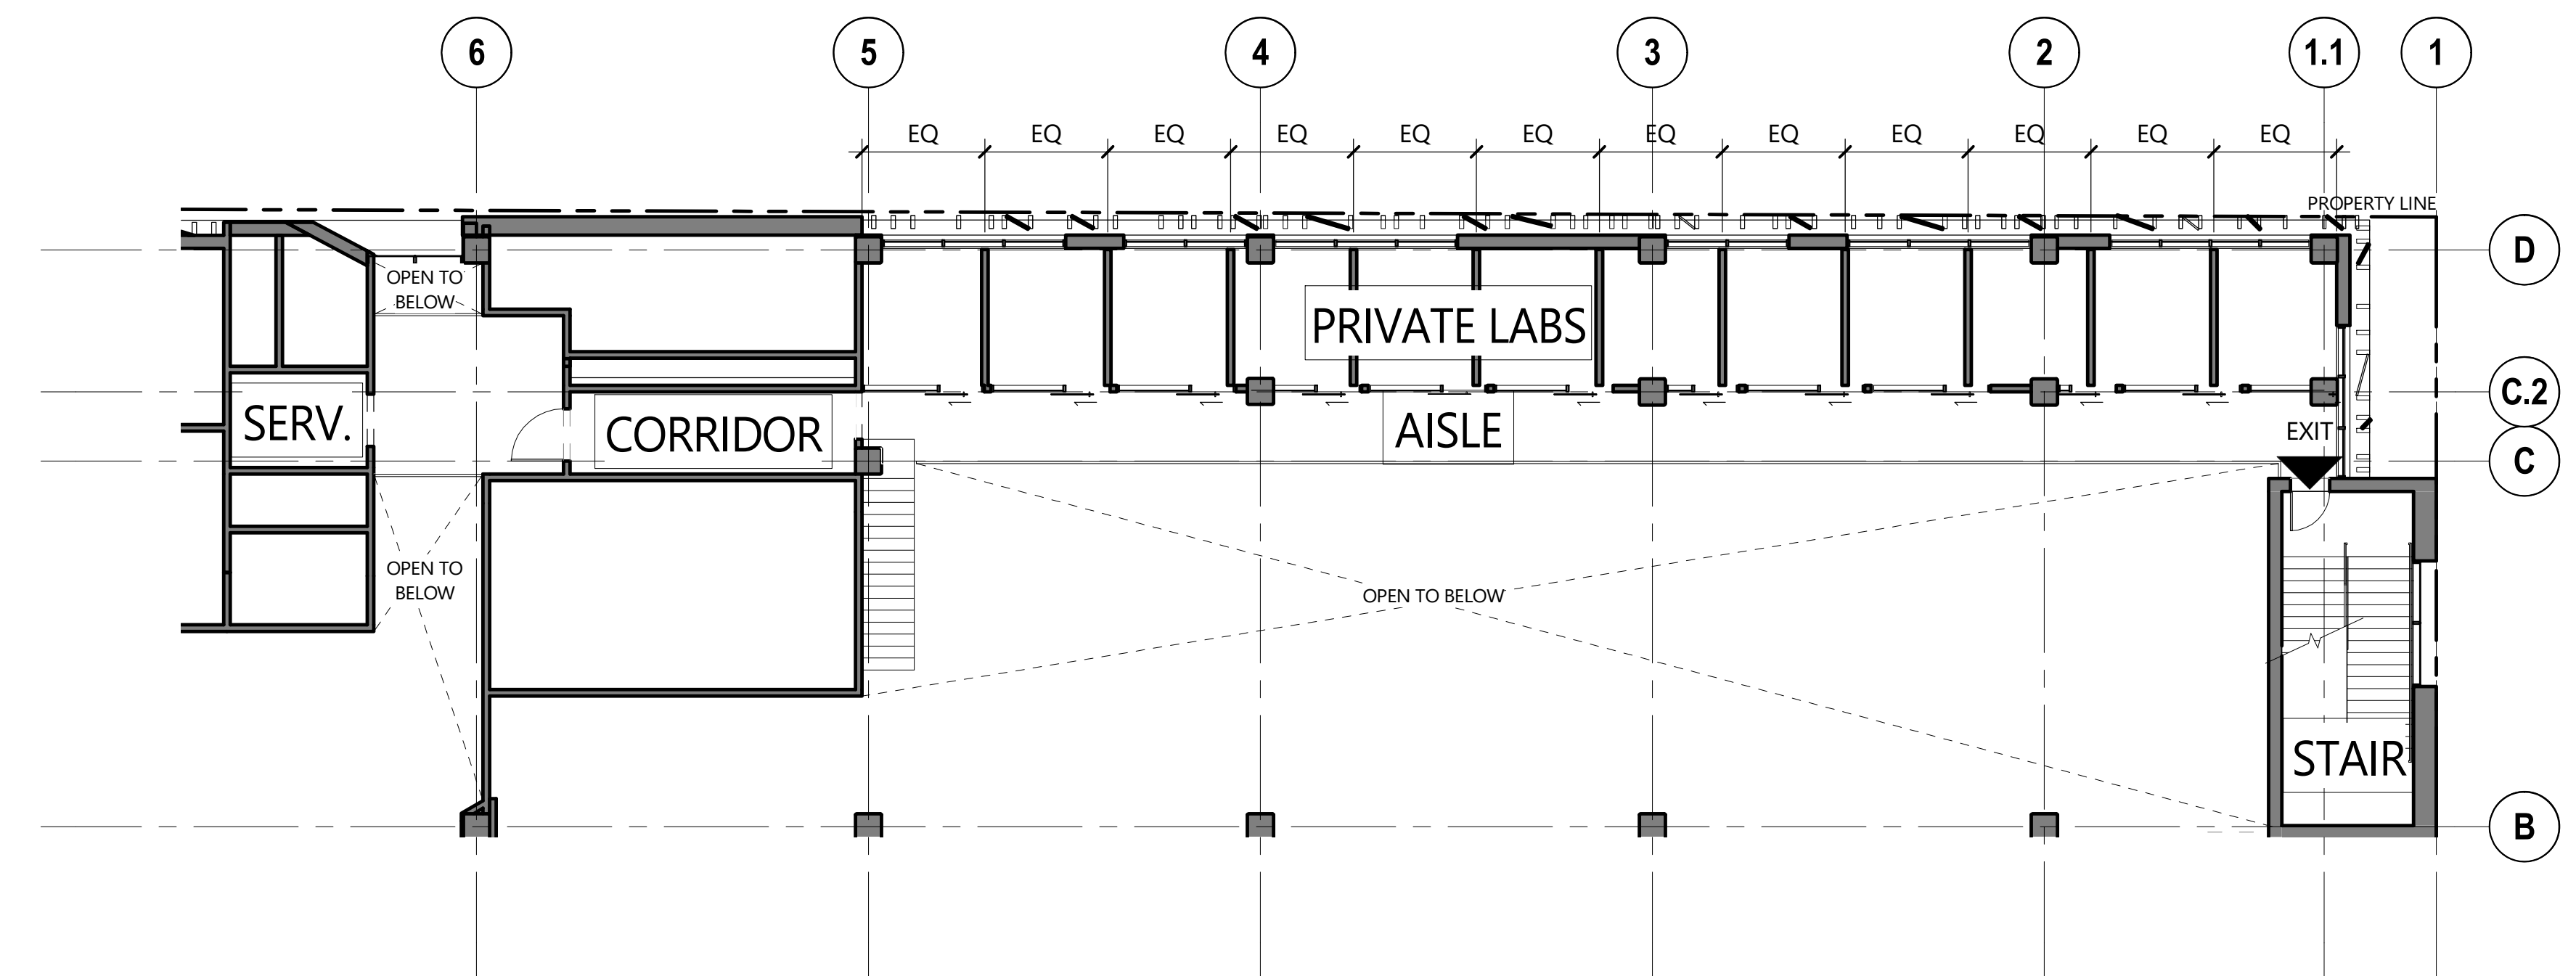 6 5 4 3 2 1.1 1
EQ EQ EQ EQ EQ EQ EQ EQ EQ EQ EQ EQ
PROPERTY LINE
D
OPEN TO
BELOW
PRIVATE LABS
C.2
SERV.
CORRIDOR
AISLE
EXIT
C
OPEN TO
BELOW
OPEN TO BELOW
STAIR
B